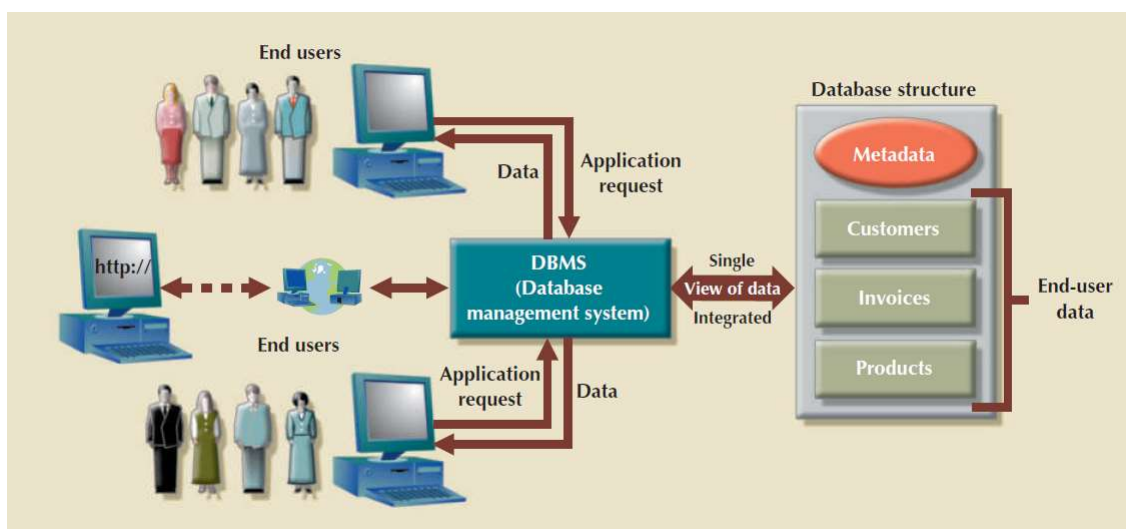 End users
Data
Application
request
http://
DBMS
(Database
management system)
Single
View of data
Integrated
Database structure
Metadata
Customers
Invoices
Products
End-user
data
End users
Application
request
Data